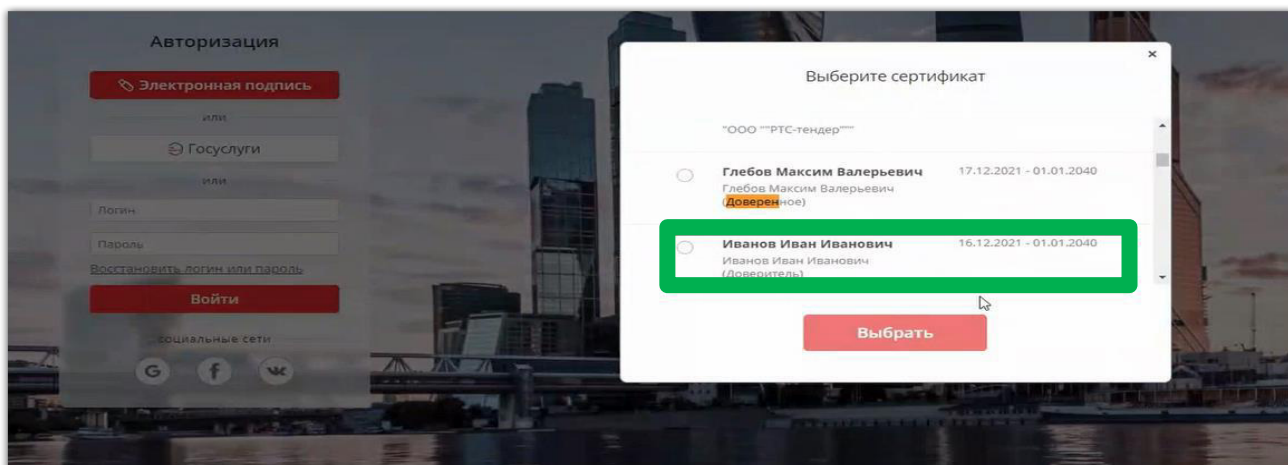 Авторизация
Электронная подпись
или
Госуслуги
или
Логин
Пароль
Восстановить логин или пароль
Войти
социальные сети
G f
×
Выберите сертификат
"ООО ""РТС-тендер"""
Глебов Максим Валерьевич 17.12.2021 - 01.01.2040
Глебов Максим Валерьевич
(Доверенное)
Иванов Иван Иванович 16.12.2021 - 01.01.2040
Иванов Иван Иванович
(Доверитель)
Выбрать